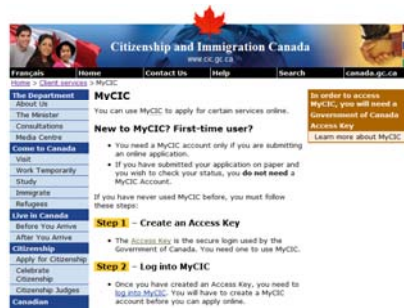 Citizenship and Immigration Canada
www.cic.gc.ca
Français Home Contact Us Help Search canada.gc.ca
Home > Client services > MyCIC
The Department
About Us
The Minister
Consultations
Media Centre
Come to Canada
Visit
Work Temporarily
Study
Immigrate
Refugees
Live in Canada
Before You Arrive
After You Arrive
Citizenship
Apply for Citizenship
Celebrate
Citizenship
Citizenship Judges
Canadian
MyCIC
You can use MyCIC to apply for certain services online.
New to MyCIC? First-time user?
• You need a MyCIC account only if you are submitting
an online application.
• If you have submitted your application on paper and
you wish to check your status, you do not need a
MyCIC Account.
If you have never used MyCIC before, you must follow
these steps:
Step 1 – Create an Access Key
• The Access Key is the secure login used by the
Government of Canada. You need one to use MyCIC.
Step 2 – Log into MyCIC
• Once you have created an Access Key, you need to
log into MyCIC. You will have to create a MyCIC
account before you can apply online.
In order to access
MyCIC, you will need a
Government of Canada
Access Key
Learn more about MyCIC